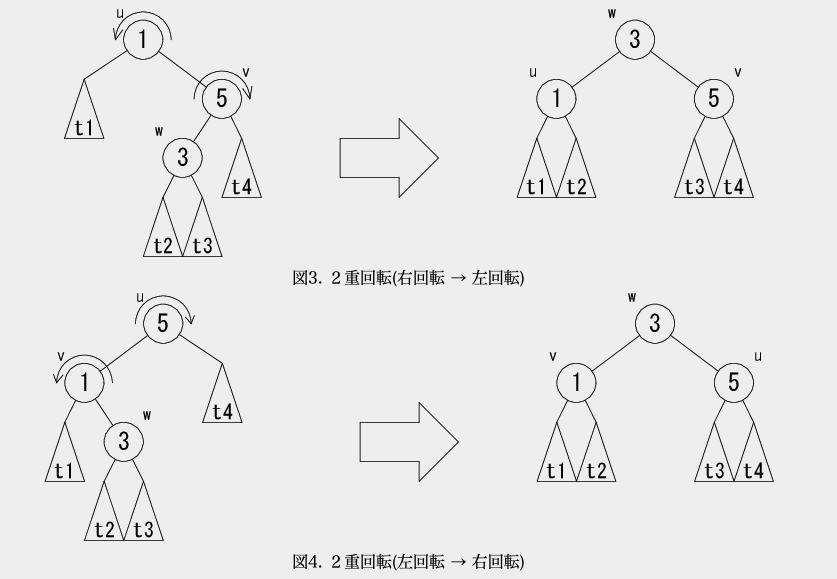 u
1
w
3
v
5
u
1
v
5
t1
w
3
t4
t1 t2
t3 t4
t2 t3
図3. 2重回転(右回転 → 左回転)
u
5
w
3
v
1
v
1
u
5
w
3
t4
t1
t1 t2
t3 t4
t2 t3
図4. 2重回転(左回転 → 右回転)